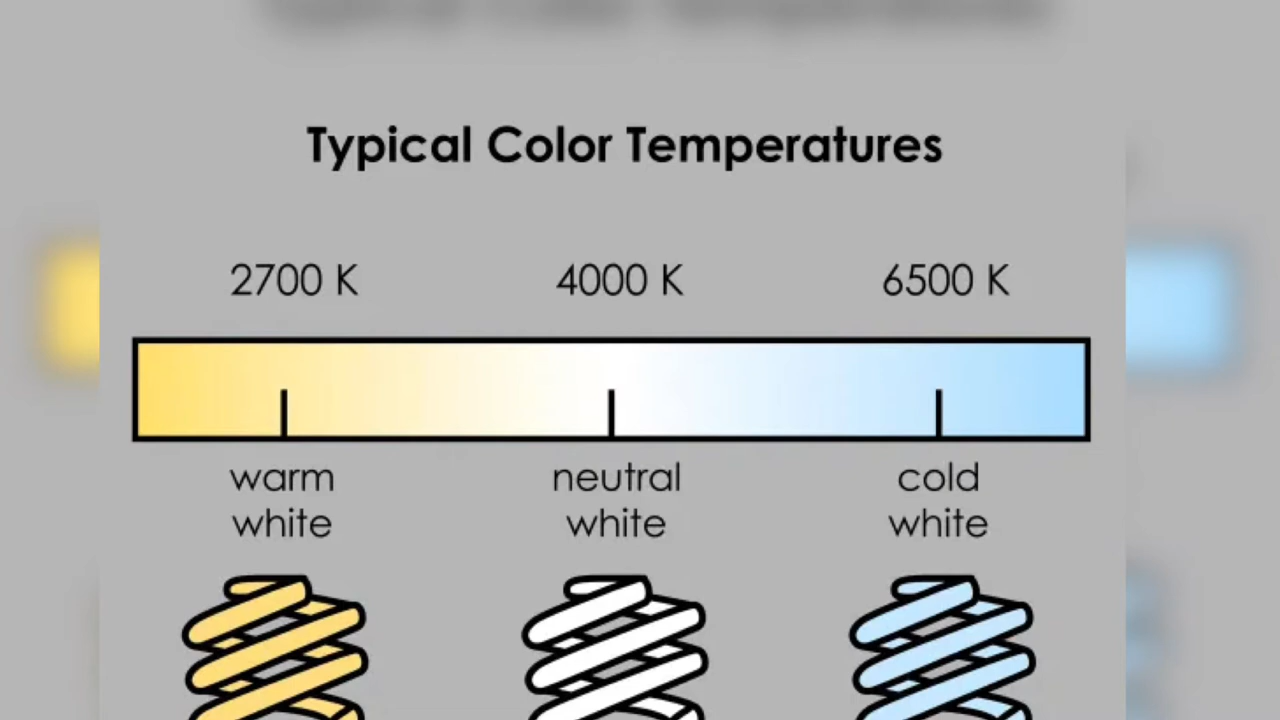 Typical Color Temperatures
2700 K 4000 K 6500 K
warm neutral cold
white white white